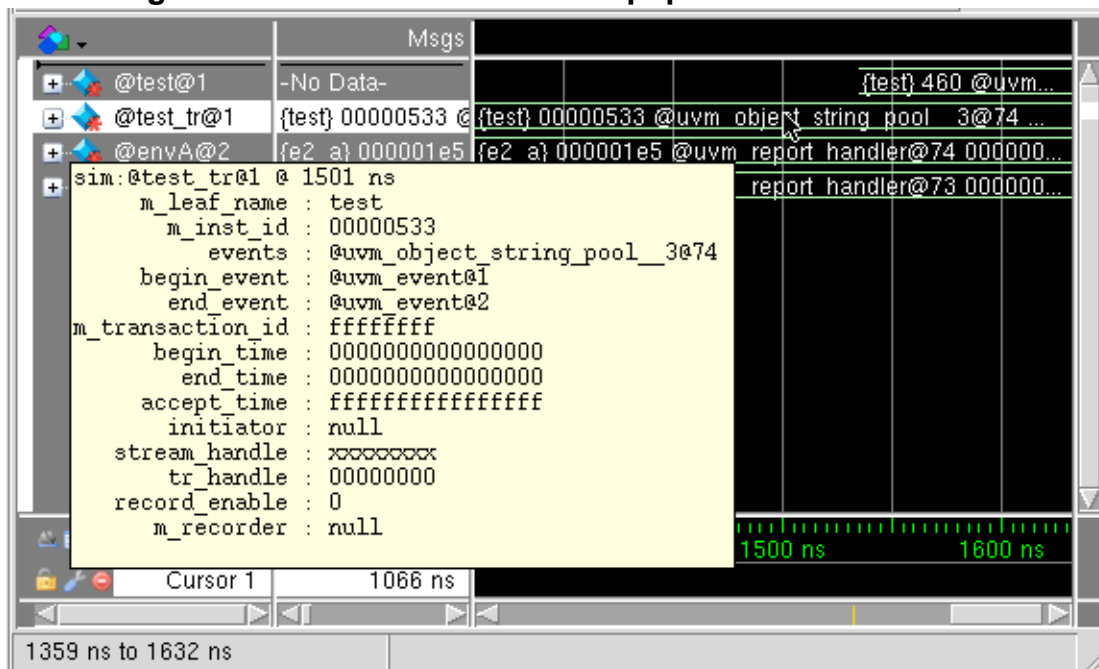 Msgs
@test@1 -No Data- {test} 460 @uvm...
@test_tr@1 {test} 00000533 @ {test} 00000533 @uvm_object_string_pool__3@74 ...
@envA@2 {e2_a} 000001e5 {e2_a} 000001e5 @uvm_report_handler@74 000000...
report_handler@73 000000...
sim:@test_tr@1 @ 1501 ns
m_leaf_name : test
m_inst_id : 00000533
events : @uvm_object_string_pool__3@74
begin_event : @uvm_event@1
end_event : @uvm_event@2
m_transaction_id : ffffffff
begin_time : 0000000000000000
end_time : 0000000000000000
accept_time : ffffffffffffffff
initiator : null
stream_handle : xxxxxxxx
tr_handle : 00000000
record_enable : 0
m_recorder : null
1500 ns 1600 ns
Cursor 1 1066 ns
1359 ns to 1632 ns